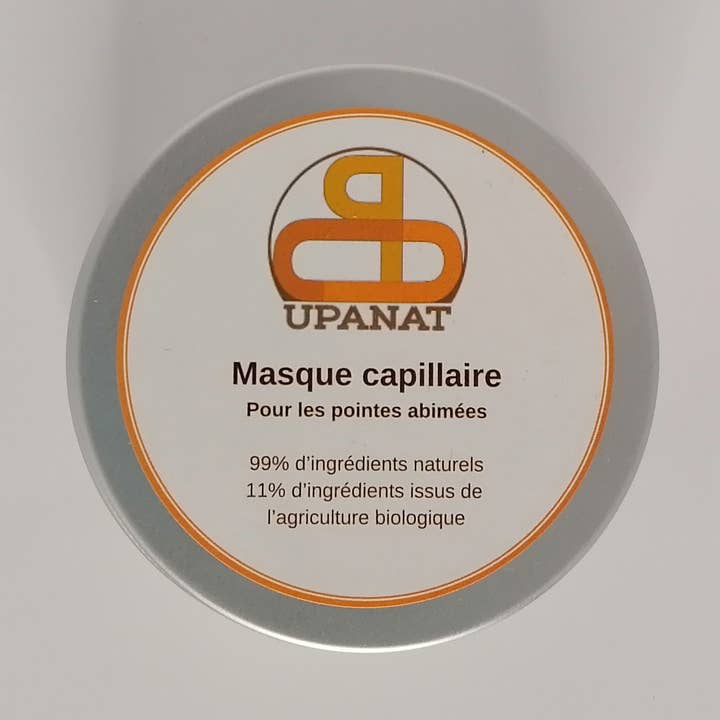 UPANAT
Masque capillaire
Pour les pointes abimées
99% d'ingrédients naturels
11% d'ingrédients issus de
l'agriculture biologique